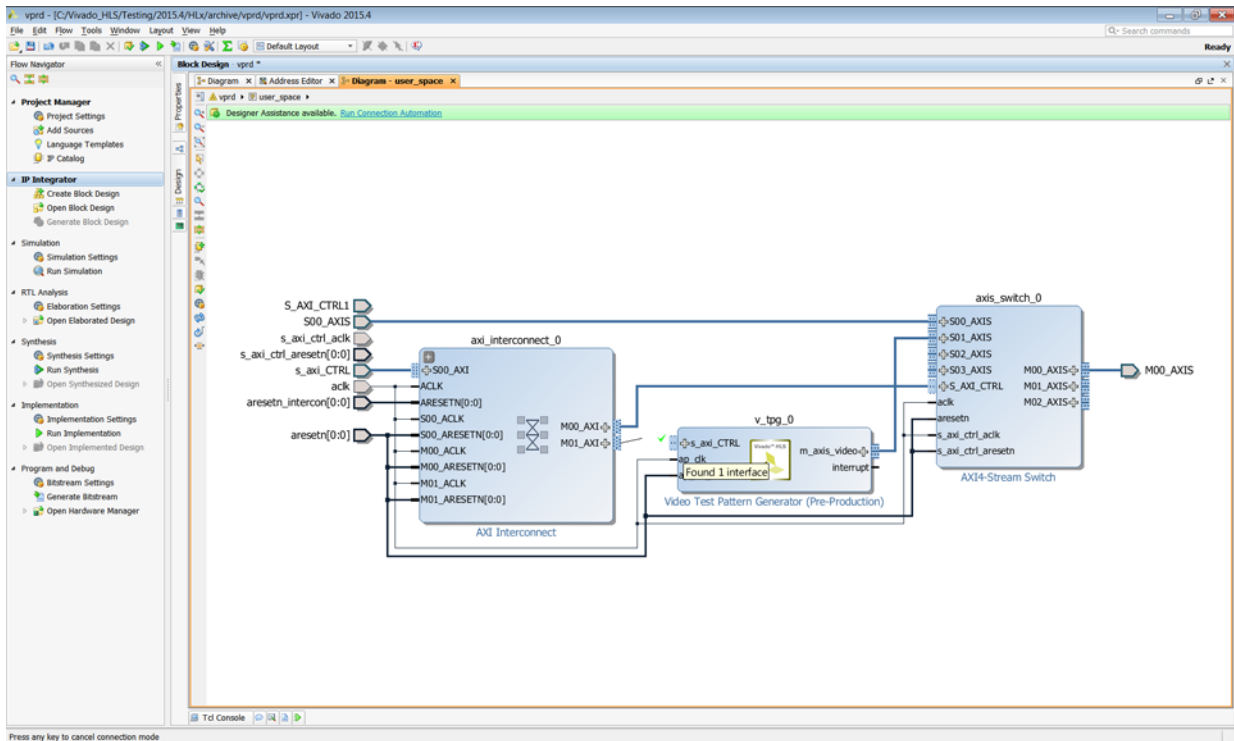 vprd - [C:/Vivado_HLS/Testing/2015.4/HLx/archive/vprd/vprd.xpr] - Vivado 2015.4
File Edit Flow Tools Window Layout View Help
Search commands
Default Layout
Ready
Flow Navigator
Project Manager
Project Settings
Add Sources
Language Templates
IP Catalog
IP Integrator
Create Block Design
Open Block Design
Generate Block Design
Simulation
Simulation Settings
Run Simulation
RTL Analysis
Elaboration Settings
Open Elaborated Design
Synthesis
Synthesis Settings
Run Synthesis
Open Synthesized Design
Implementation
Implementation Settings
Run Implementation
Open Implemented Design
Program and Debug
Bitstream Settings
Generate Bitstream
Open Hardware Manager
Block Design - vprd *
Properties
Design
Diagram
Address Editor
Diagram - user_space
vprd
user_space
Designer Assistance available. Run Connection Automation
S_AXI_CTRL1
S00_AXIS
s_axi_ctrl_aclk
s_axi_ctrl_aresetn[0:0]
s_axi_CTRL
aclk
aresetn_intercon[0:0]
aresetn[0:0]
axi_interconnect_0
S00_AXI
ACLK
ARESETN[0:0]
S00_ACLK
S00_ARESETN[0:0]
M00_ACLK
M00_ARESETN[0:0]
M01_ACLK
M01_ARESETN[0:0]
M00_AXI
M01_AXI
AXI Interconnect
v_tpg_0
s_axi_CTRL
ap_clk
Found 1 interface
Vivado™ HLS
m_axis_video
interrupt
Video Test Pattern Generator (Pre-Production)
axis_switch_0
S00_AXIS
S01_AXIS
S02_AXIS
S03_AXIS
S_AXI_CTRL
aclk
aresetn
s_axi_ctrl_aclk
s_axi_ctrl_aresetn
M00_AXIS
M01_AXIS
M02_AXIS
AXI4-Stream Switch
M00_AXIS
Tcl Console
Press any key to cancel connection mode